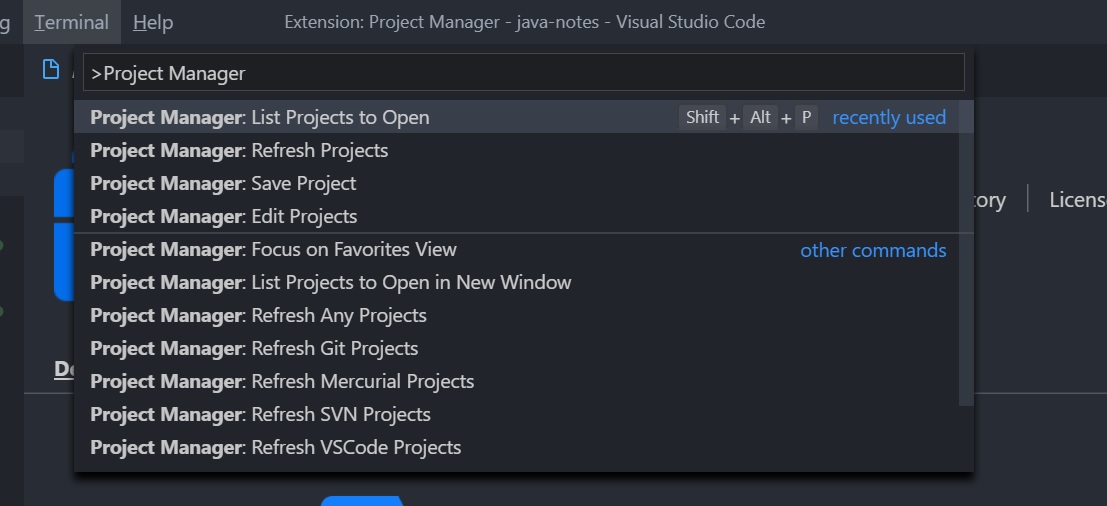 g Terminal Help Extension: Project Manager - java-notes - Visual Studio Code
>Project Manager
Project Manager: List Projects to Open Shift + Alt + P recently used
Project Manager: Refresh Projects
Project Manager: Save Project
Project Manager: Edit Projects
tory | Licens
Project Manager: Focus on Favorites View other commands
Project Manager: List Projects to Open in New Window
Project Manager: Refresh Any Projects
Project Manager: Refresh Git Projects
De
Project Manager: Refresh Mercurial Projects
Project Manager: Refresh SVN Projects
Project Manager: Refresh VSCode Projects